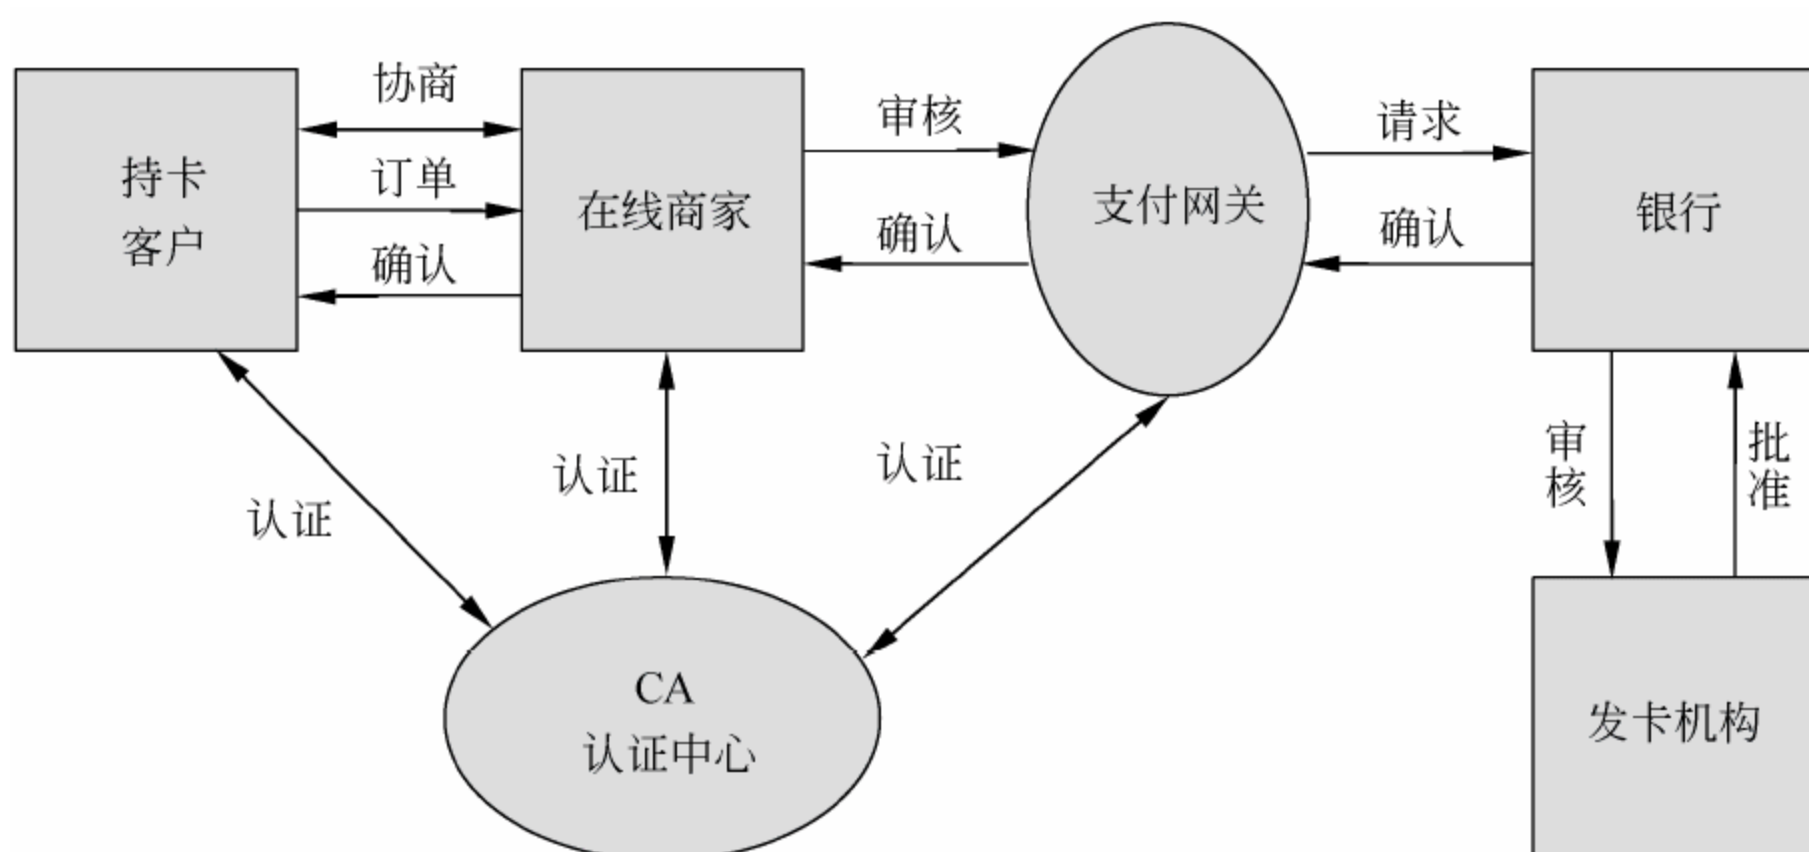 协商
审核
请求
持卡
客户
订单
在线商家
支付网关
银行
确认
确认
确认
认证
认证
认证
审核
批准
CA
认证中心
发卡机构